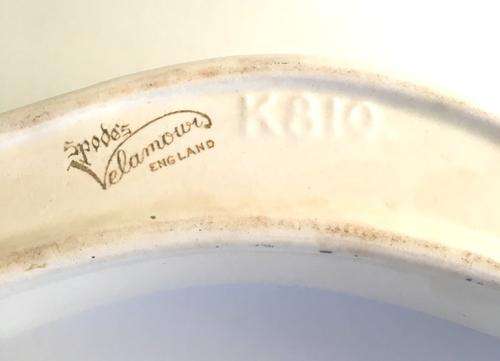 Spode's
Velamour
ENGLAND
K810